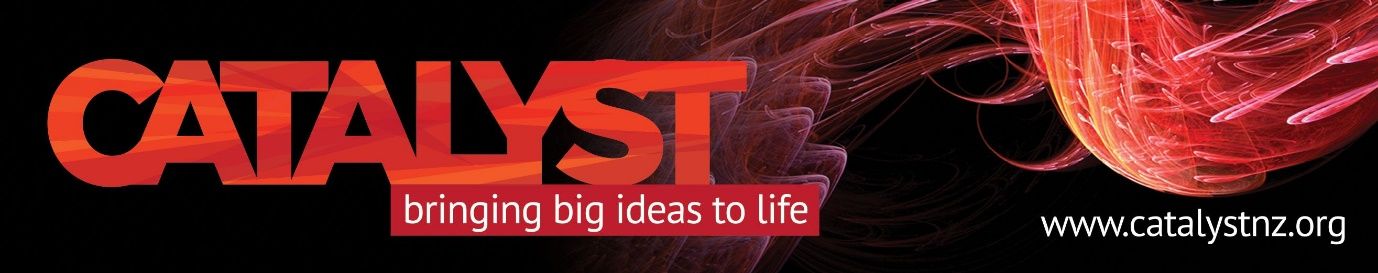 CATALYST
bringing big ideas to life
www.catalystnz.org